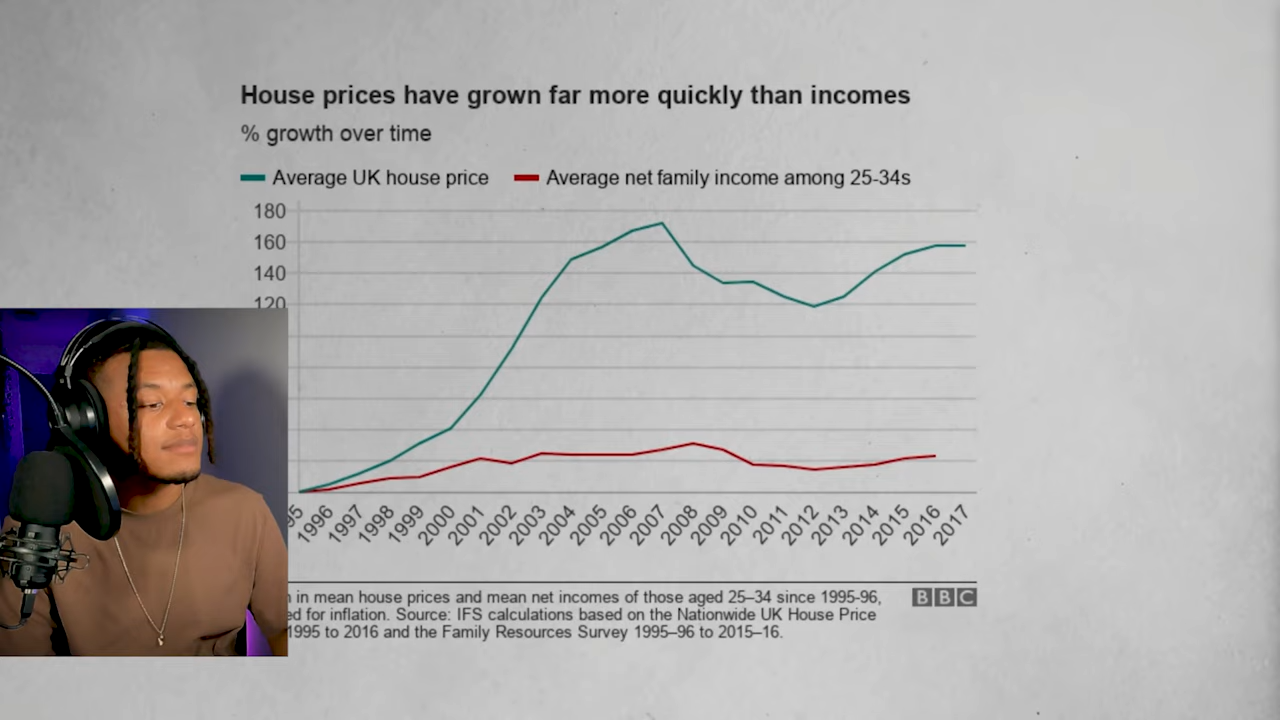 House prices have grown far more quickly than incomes
% growth over time
Average UK house price Average net family income among 25-34s
180
160
140
120
95 1996 1997 1998 1999 2000 2001 2002 2003 2004 2005 2006 2007 2008 2009 2010 2011 2012 2013 2014 2015 2016 2017
in mean house prices and mean net incomes of those aged 25–34 since 1995-96, BBC
ed for inflation. Source: IFS calculations based on the Nationwide UK House Price
1995 to 2016 and the Family Resources Survey 1995–96 to 2015–16.